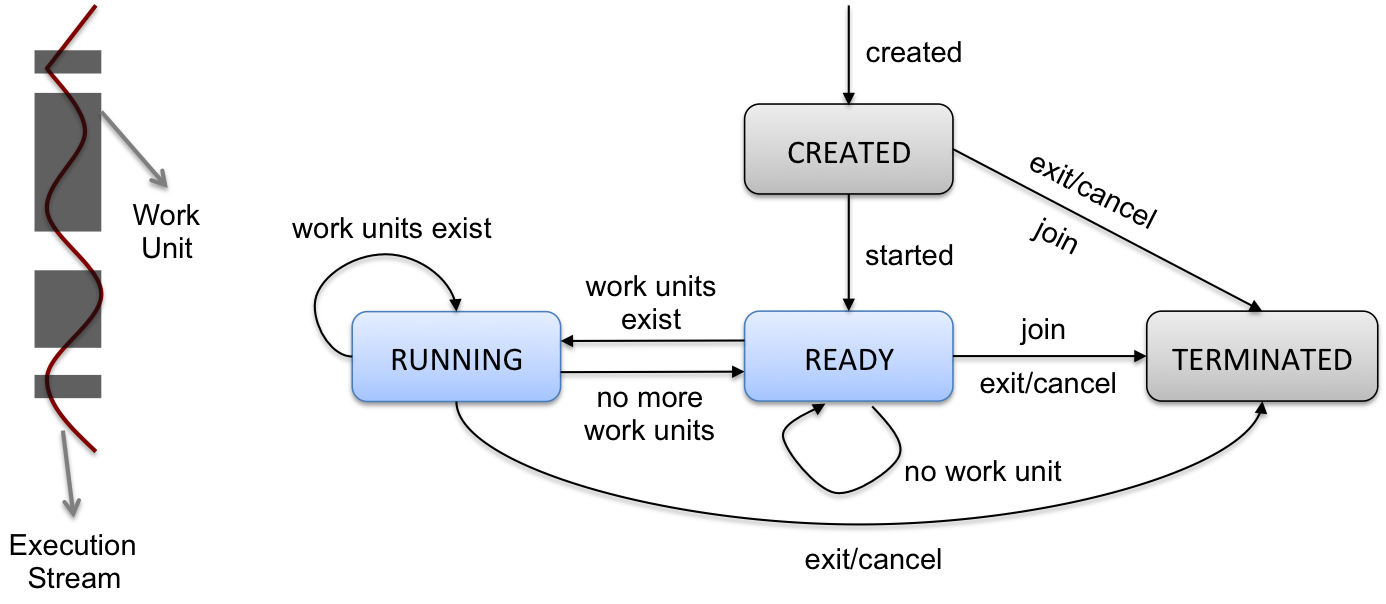 Work
Unit
Execution
Stream
created
CREATED
exit/cancel
join
started
work units exist
work units
exist
RUNNING
READY
TERMINATED
join
exit/cancel
no more
work units
no work unit
exit/cancel